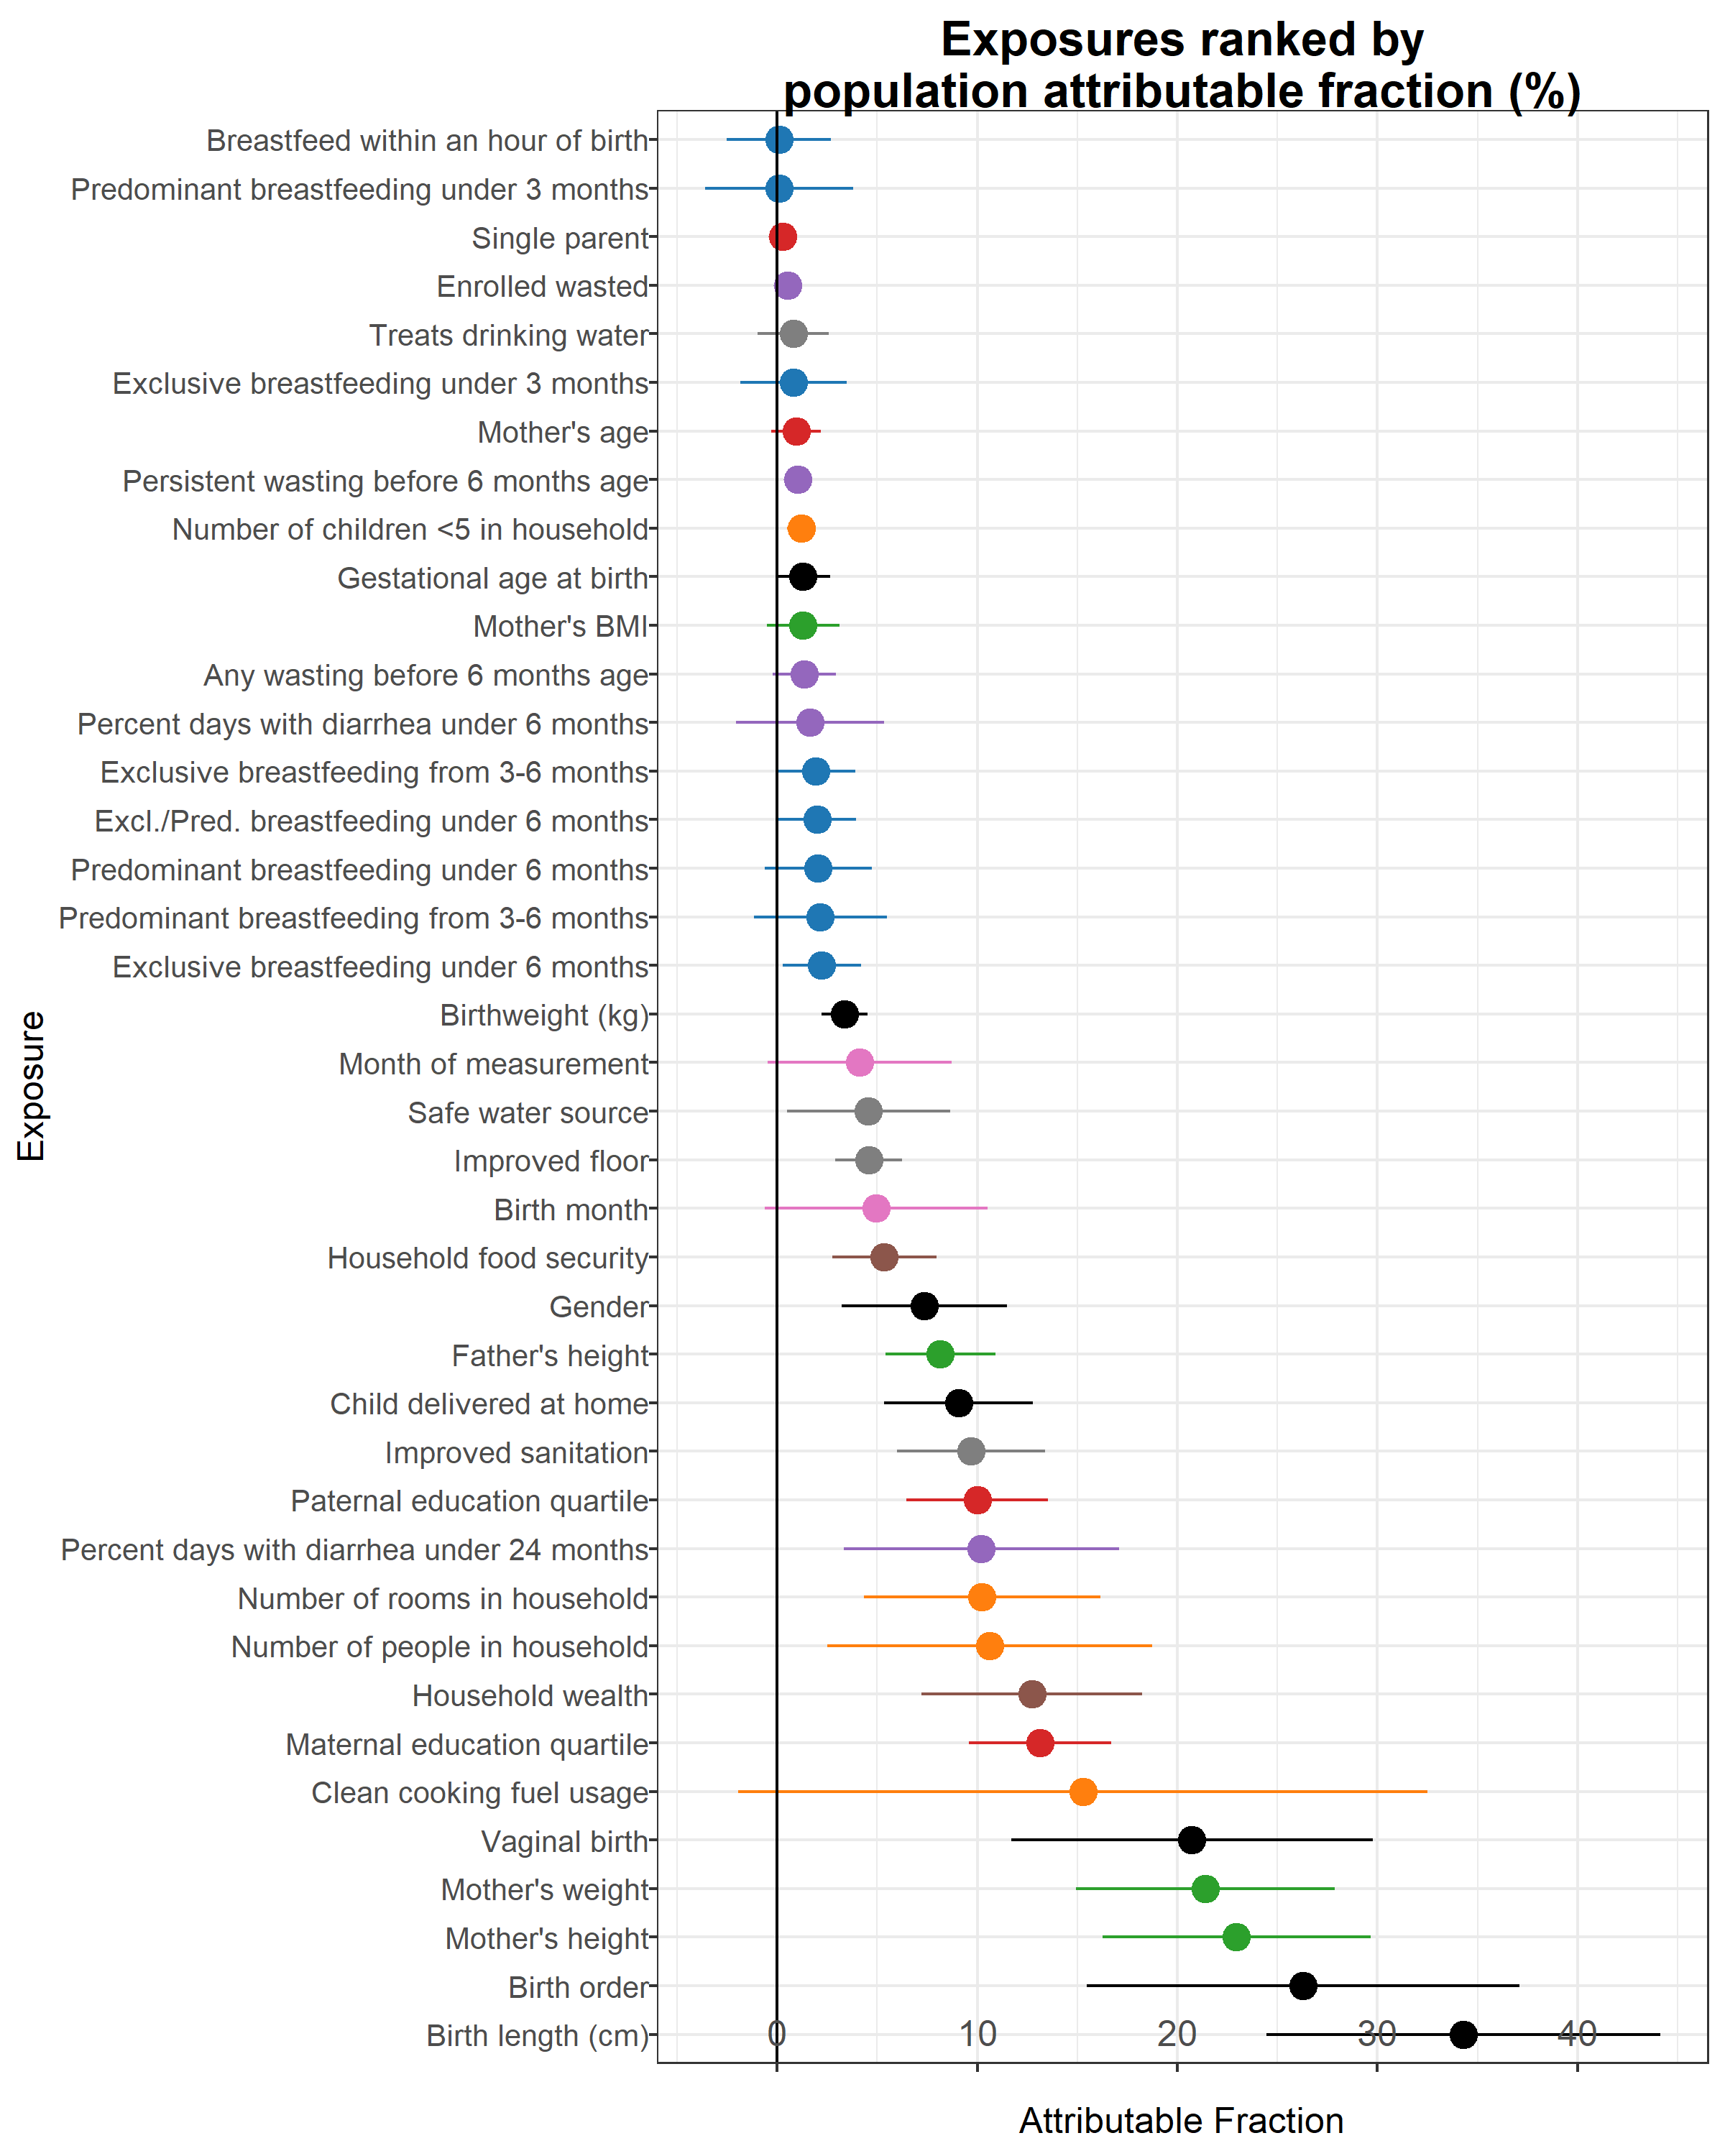 Exposures ranked by
population attributable fraction (%)
Breastfeed within an hour of birth
Predominant breastfeeding under 3 months
Single parent
Enrolled wasted
Treats drinking water
Exclusive breastfeeding under 3 months
Mother's age
Persistent wasting before 6 months age
Number of children <5 in household
Gestational age at birth
Mother's BMI
Any wasting before 6 months age
Percent days with diarrhea under 6 months
Exclusive breastfeeding from 3-6 months
Excl./Pred. breastfeeding under 6 months
Predominant breastfeeding under 6 months
Predominant breastfeeding from 3-6 months
Exclusive breastfeeding under 6 months
Birthweight (kg)
Month of measurement
Safe water source
Improved floor
Birth month
Household food security
Gender
Father's height
Child delivered at home
Improved sanitation
Paternal education quartile
Percent days with diarrhea under 24 months
Number of rooms in household
Number of people in household
Household wealth
Maternal education quartile
Clean cooking fuel usage
Vaginal birth
Mother's weight
Mother's height
Birth order
Birth length (cm)
Exposure
0 10 20 30 40
Attributable Fraction